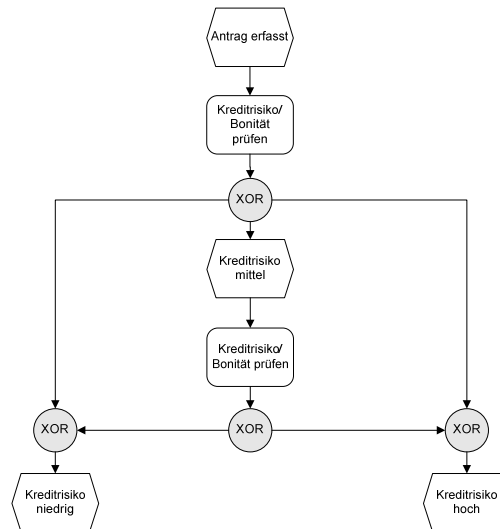 Antrag erfasst
Kreditrisiko/
Bonität
prüfen
XOR
Kreditrisiko
mittel
Kreditrisiko/
Bonität prüfen
XOR
XOR
XOR
Kreditrisiko
niedrig
Kreditrisiko
hoch